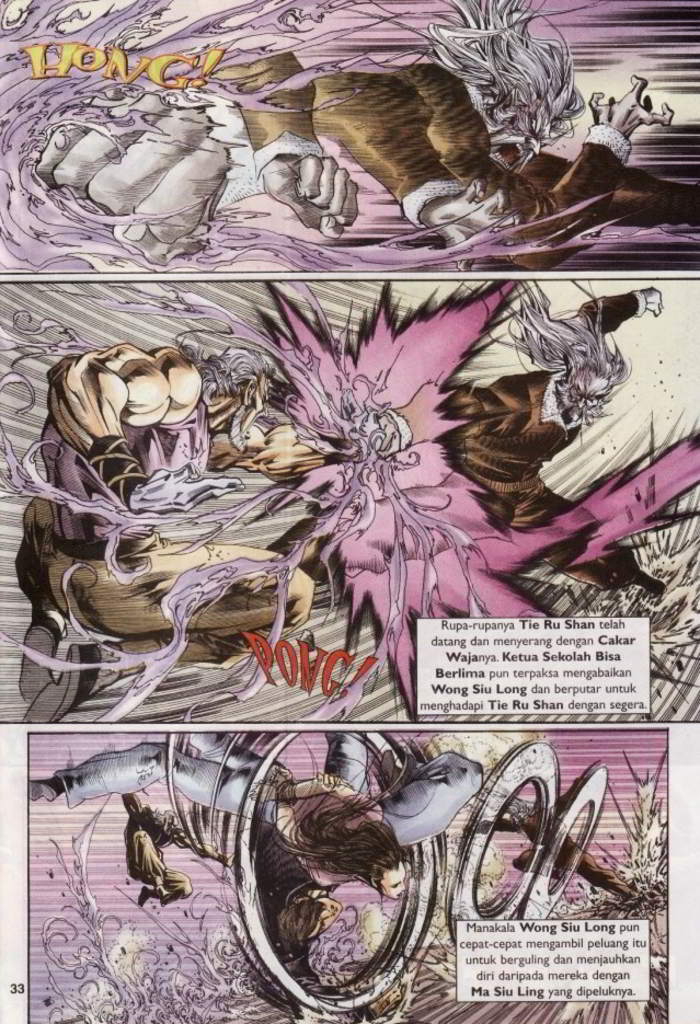 HONG!
PONG!
Rupa-rupanya Tie Ru Shan telah
datang dan menyerang dengan Cakar
Wajanya. Ketua Sekolah Bisa
Berlima pun terpaksa mengabaikan
Wong Siu Long dan berputar untuk
menghadapi Tie Ru Shan dengan segera.
Manakala Wong Siu Long pun
cepat-cepat mengambil peluang itu
untuk berguling dan menjauhkan
diri daripada mereka dengan
Ma Siu Ling yang dipeluknya.
33